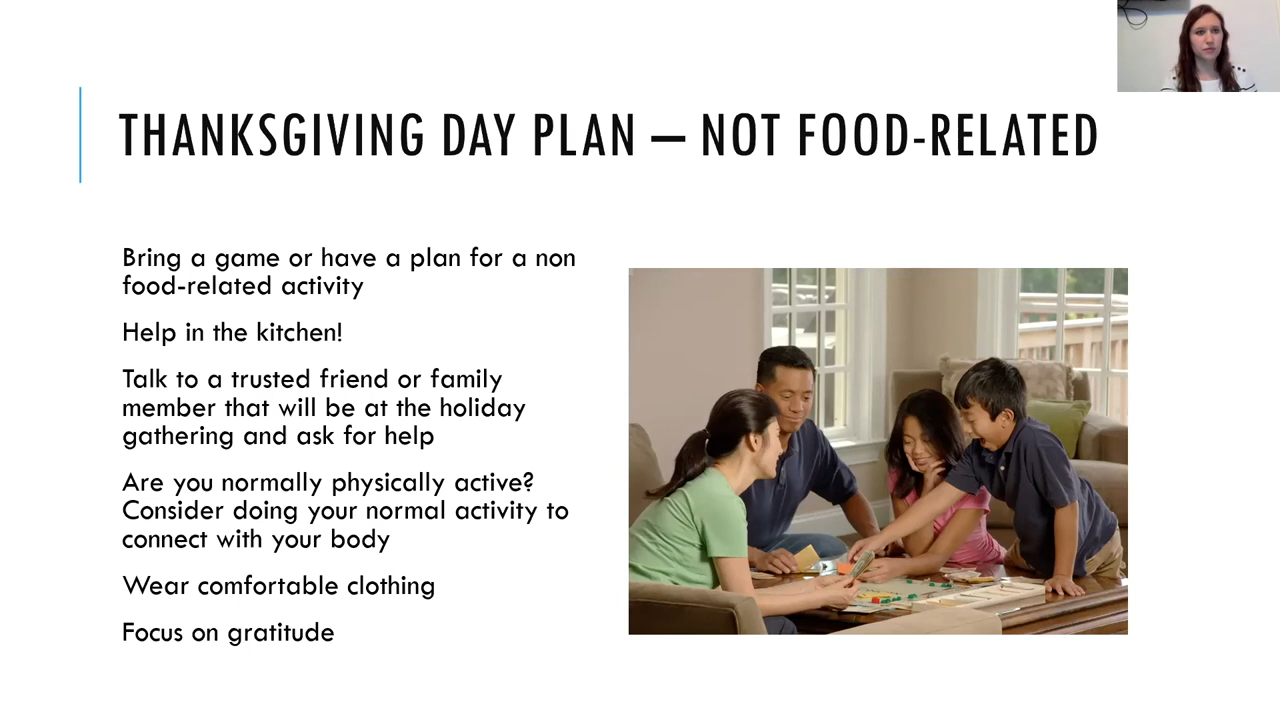 THANKSGIVING DAY PLAN – NOT FOOD-RELATED
Bring a game or have a plan for a non
food-related activity
Help in the kitchen!
Talk to a trusted friend or family
member that will be at the holiday
gathering and ask for help
Are you normally physically active?
Consider doing your normal activity to
connect with your body
Wear comfortable clothing
Focus on gratitude